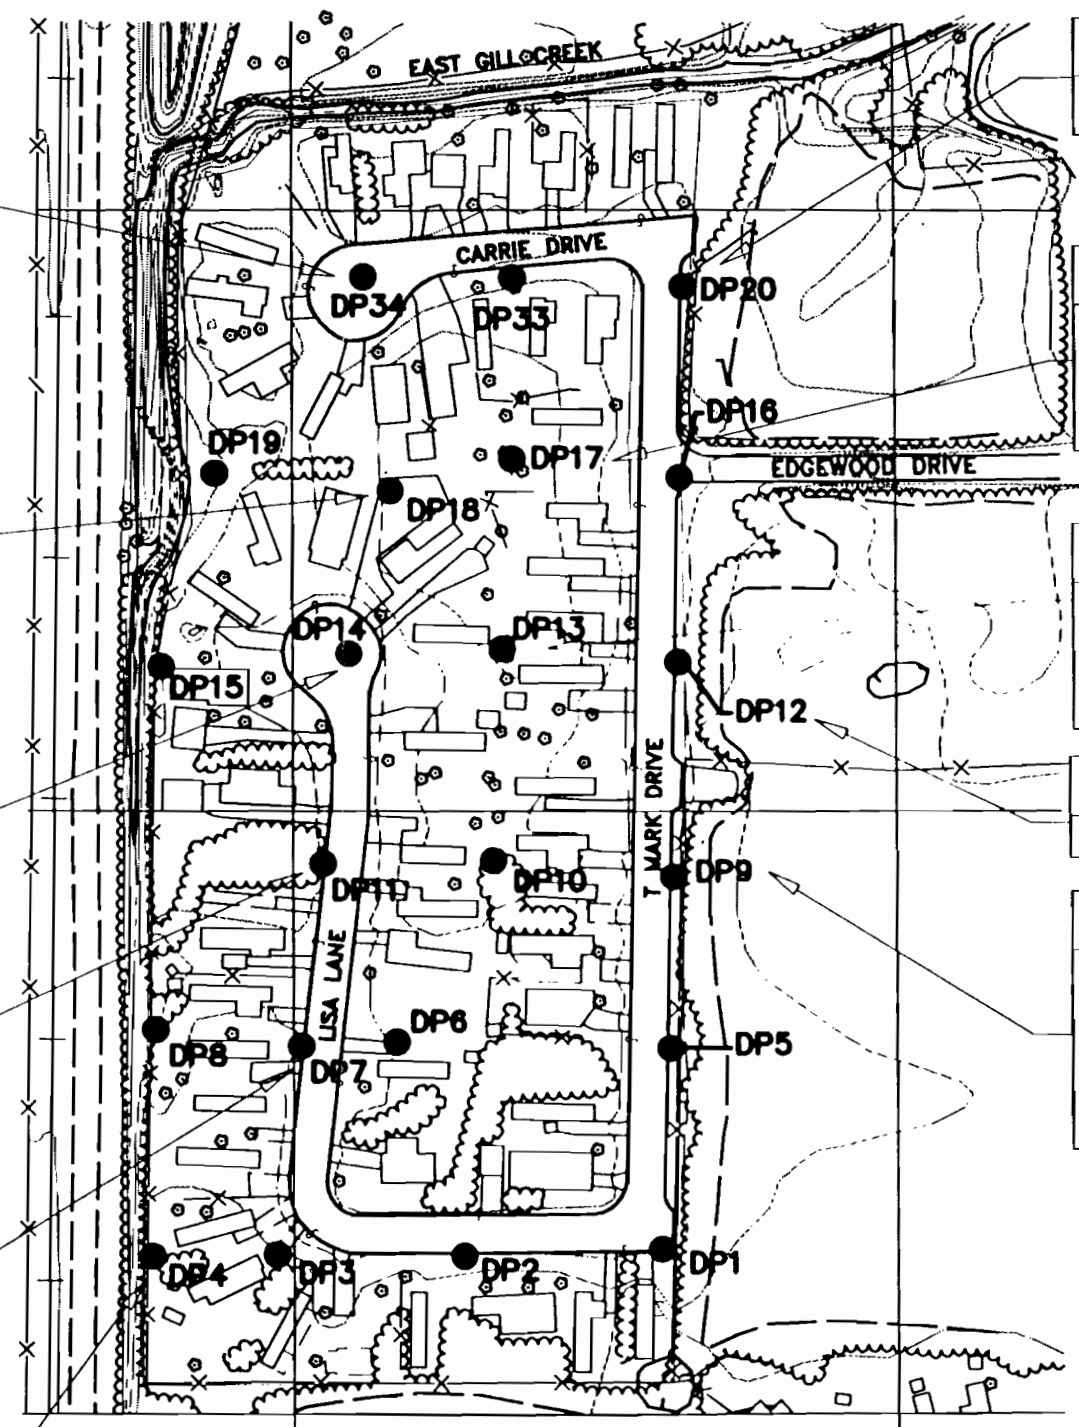 EAST GILL CREEK
CARRIE DRIVE
DP34
DP33
DP20
DP16
DP19
DP17
EDGEWOOD DRIVE
DP18
DP14
DP13
DP15
DP12
T MARK DRIVE
DP11
DP10
DP9
LISA LANE
DP8
DP7
DP6
DP5
DP4
DP3
DP2
DP1